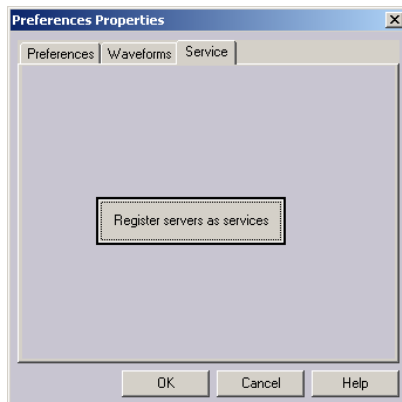 Preferences Properties
Preferences Waveforms Service
Register servers as services
OK Cancel Help